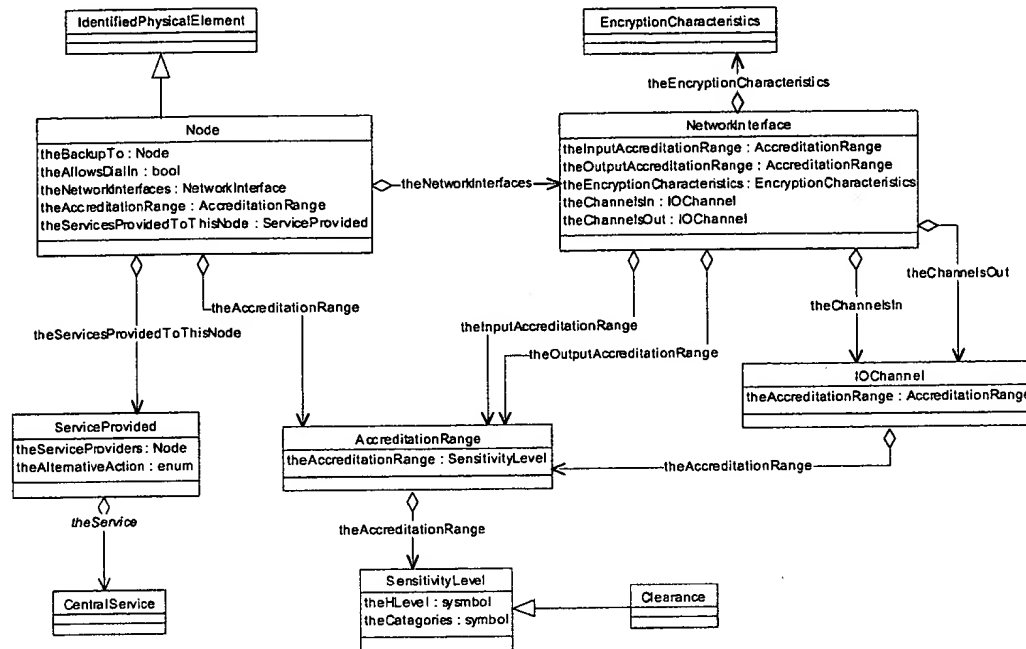 IdentifiedPhysicalElement
EncryptionCharacteristics
theEncryptionCharacteristics
Node
theBackupTo : Node
theAllowsDialIn : bool
theNetworkInterfaces : NetworkInterface
theAccreditationRange : AccreditationRange
theServicesProvidedToThisNode : ServiceProvided
theNetworkInterfaces
NetworkInterface
theInputAccreditationRange : AccreditationRange
theOutputAccreditationRange : AccreditationRange
theEncryptionCharacteristics : EncryptionCharacteristics
theChannelsIn : IOChannel
theChannelsOut : IOChannel
theServicesProvidedToThisNode
theAccreditationRange
theInputAccreditationRange
theOutputAccreditationRange
theChannelsIn
theChannelsOut
IOChannel
theAccreditationRange : AccreditationRange
ServiceProvided
theServiceProviders : Node
theAlternativeAction : enum
AccreditationRange
theAccreditationRange : SensitivityLevel
theAccreditationRange
theService
theAccreditationRange
CentralService
SensitivityLevel
theHLevel : sysmbol
theCatagories : symbol
Clearance